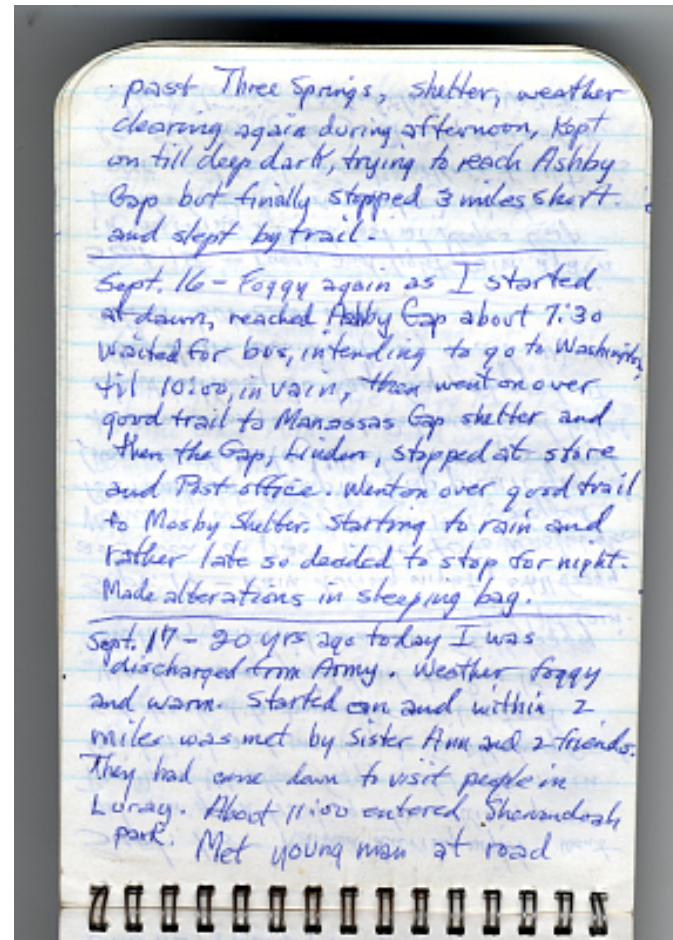 past Three Springs, shelter, weather
clearing again during afternoon, Kept
on till deep dark, trying to reach Ashby
Gap but finally stopped 3 miles short.
and slept by trail.
Sept. 16 - Foggy again as I started
at dawn, reached Ashby Gap about 7:30
Waited for bus, intending to go to Washington,
til 10:00, in vain, then went on over
good trail to Manassas Gap shelter and
then the Gap, Linden, stopped at store
and Post office. Went on over good trail
to Mosby Shelter. Starting to rain and
rather late so decided to stop for night.
Made alterations in sleeping bag.
Sept. 17 - 20 yrs ago today I was
discharged from Army. Weather foggy
and warm. Started on and within 2
miles was met by Sister Ann and 2 friends.
They had come down to visit people in
Luray. About 11:00 entered Shenandoah
park. Met young man at road